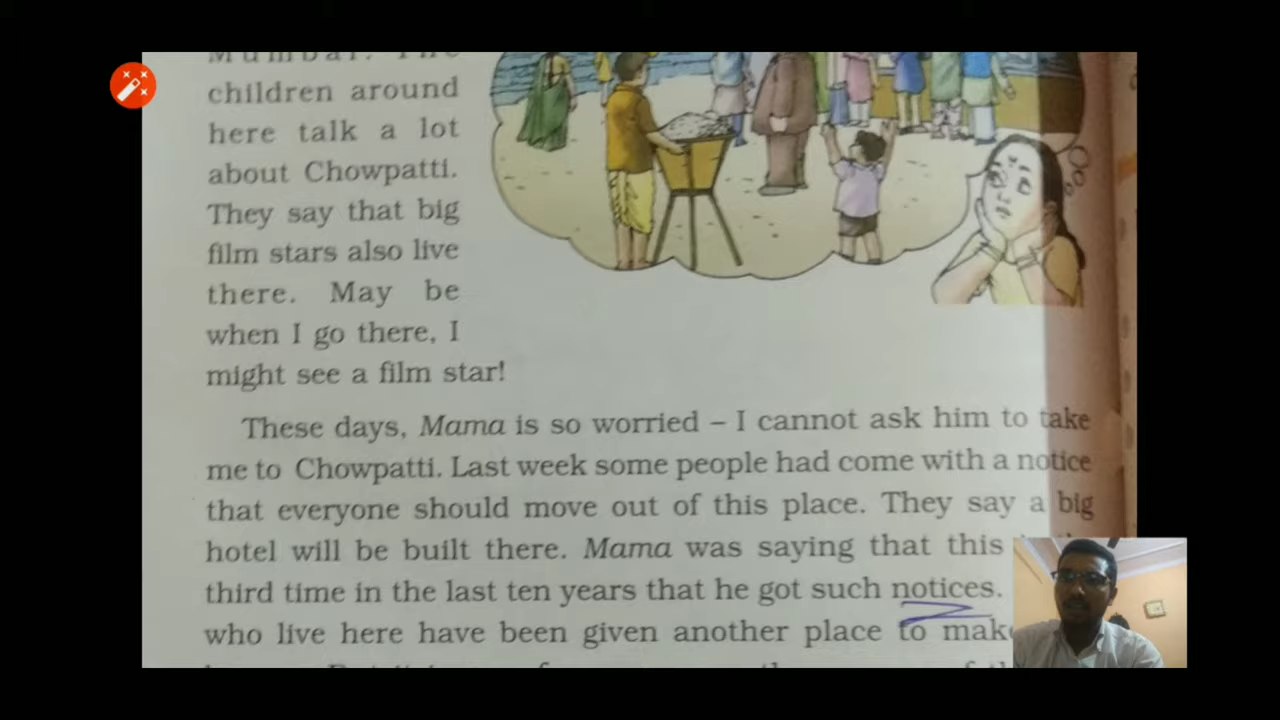 children around
here talk a lot
about Chowpatti.
They say that big
film stars also live
there. May be
when I go there, I
might see a film star!
These days, Mama is so worried – I cannot ask him to take
me to Chowpatti. Last week some people had come with a notice
that everyone should move out of this place. They say a big
hotel will be built there. Mama was saying that this
third time in the last ten years that he got such notices.
who live here have been given another place to